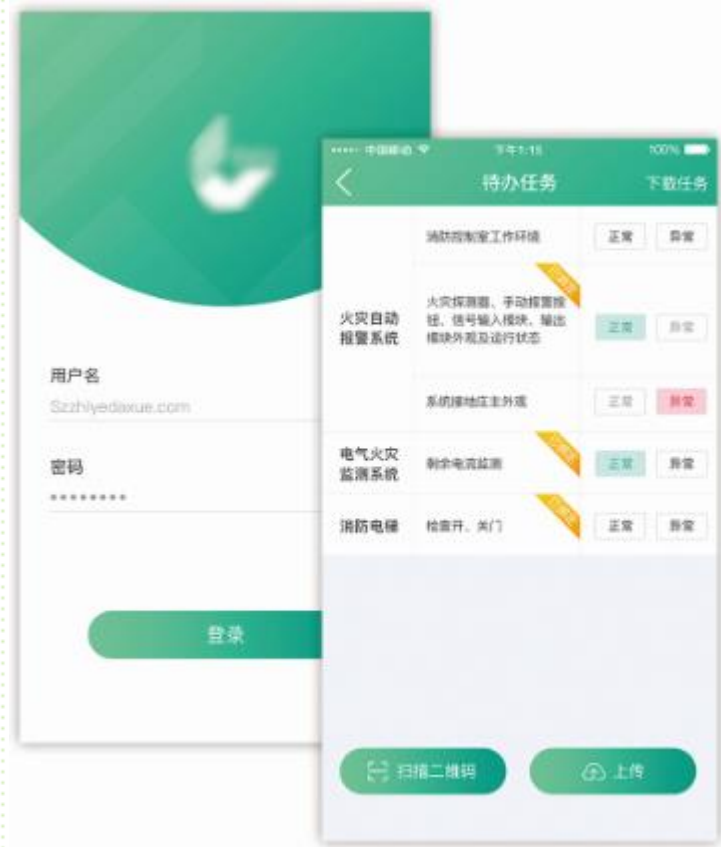 用户名
Szzhiyedaxue.com
密码
********
登录
中国移动
下午1:15
100%
待办任务
下载任务
火灾自动
报警系统
消防控制室工作环境
正常
异常
火灾探测器、手动报警按
钮、信号输入模块、输出
模块外观及运行状态
正常
异常
系统接地庄主外观
正常
异常
电气火灾
监测系统
剩余电流监测
正常
异常
消防电梯
检查开、关门
正常
异常
扫描二维码
上传